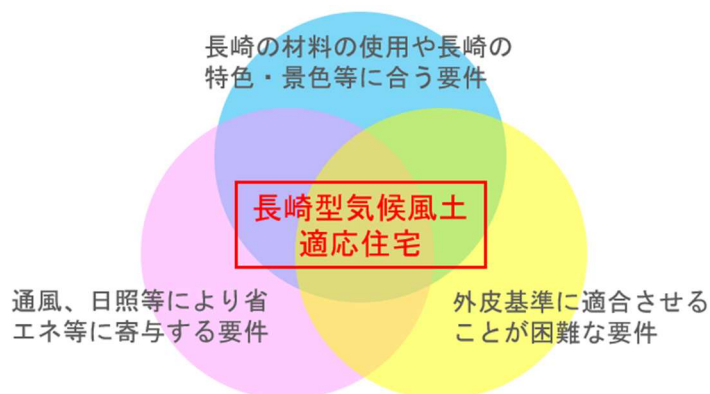 長崎の材料の使用や長崎の
特色・景色等に合う要件
長崎型気候風土
適応住宅
通風、日照等により省
エネ等に寄与する要件
外皮基準に適合させる
ことが困難な要件